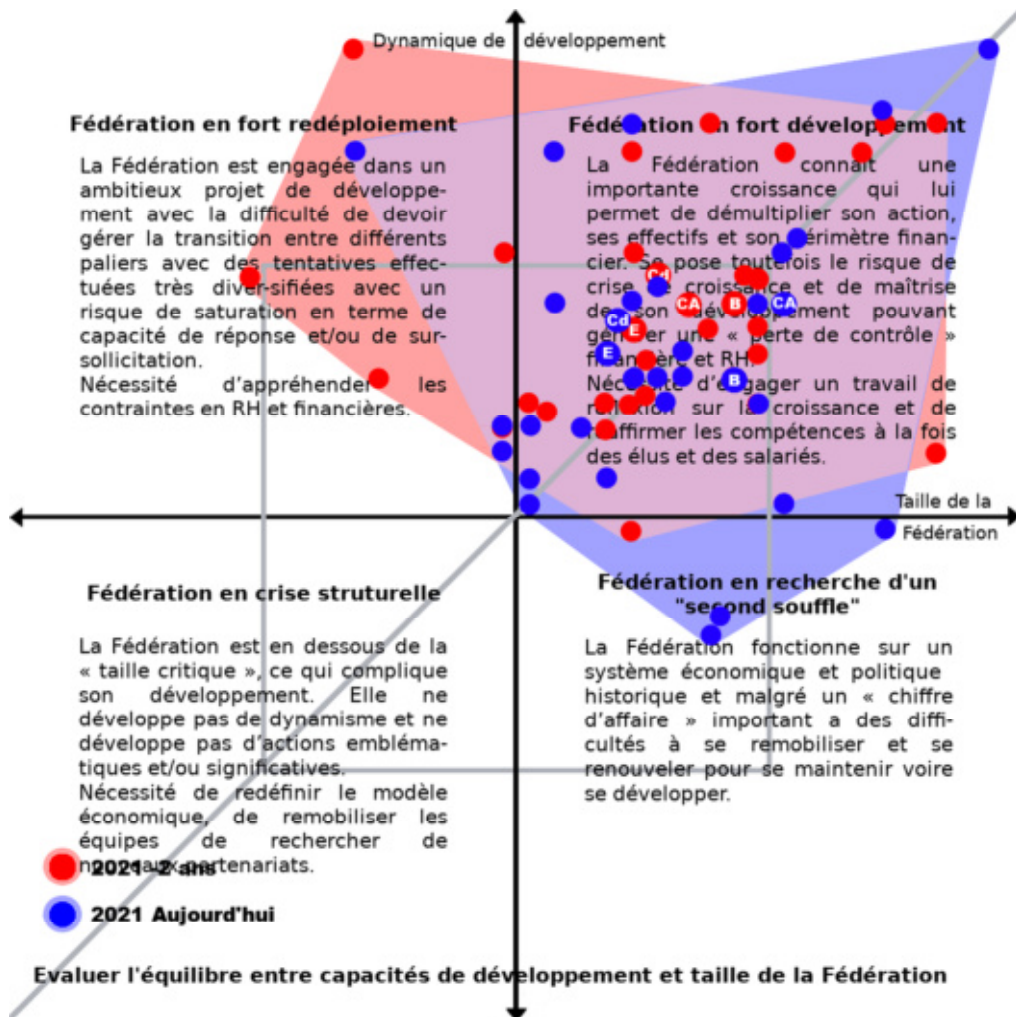 Dynamique de développement
Fédération en fort redéploiement
La Fédération est engagée dans un
ambitieux projet de développe-
ment avec la difficulté de devoir
gérer la transition entre différents
paliers avec des tentatives effec-
tuées très diver-sifiées avec un
risque de saturation en terme de
capacité de réponse et/ou de sur-
sollicitation.
Nécessité d'appréhender les
contraintes en RH et financières.
Fédération en fort développement
La Fédération connaît une
importante croissance qui lui
permet de démultiplier son action,
ses effectifs et son périmètre finan-
cier. Se pose toutefois le risque de
crise de croissance et de maîtrise
de son développement pouvant
générer une « perte de contrôle »
financière et RH.
Nécessité d'engager un travail de
réflexion sur la croissance et de
réaffirmer les compétences à la fois
des élus et des salariés.
Cd
CA
B
CA
Cd
E
E
B
Taille de la
Fédération
Fédération en crise struturelle
La Fédération est en dessous de la
« taille critique », ce qui complique
son développement. Elle ne
développe pas de dynamisme et ne
développe pas d'actions embléma-
tiques et/ou significatives.
Nécessité de redéfinir le modèle
économique, de remobiliser les
équipes de rechercher de
nouveaux partenariats.
Fédération en recherche d'un
"second souffle"
La Fédération fonctionne sur un
système économique et politique
historique et malgré un « chiffre
d'affaire » important a des diffi-
cultés à se remobiliser et se
renouveler pour se maintenir voire
se développer.
2021 -2 ans
2021 Aujourd'hui
Evaluer l'équilibre entre capacités de développement et taille de la Fédération